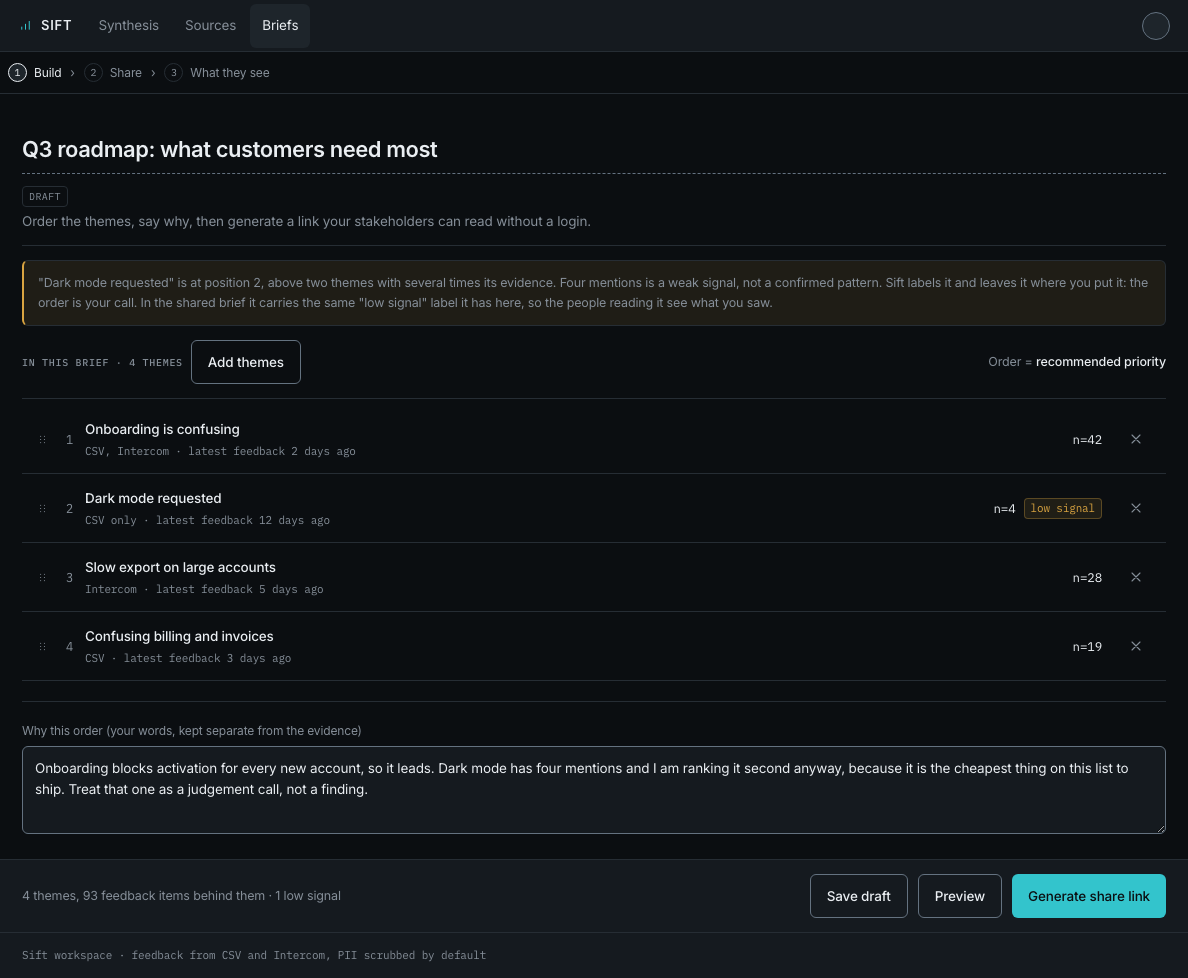 SIFT Synthesis Sources Briefs
1 Build › 2 Share › 3 What they see
Q3 roadmap: what customers need most
DRAFT
Order the themes, say why, then generate a link your stakeholders can read without a login.
"Dark mode requested" is at position 2, above two themes with several times its evidence. Four mentions is a weak signal, not a confirmed pattern. Sift labels it and leaves it where you put it: the
order is your call. In the shared brief it carries the same "low signal" label it has here, so the people reading it see what you saw.
IN THIS BRIEF · 4 THEMES Add themes Order = recommended priority
1 Onboarding is confusing n=42
CSV, Intercom · latest feedback 2 days ago
2 Dark mode requested n=4 low signal
CSV only · latest feedback 12 days ago
3 Slow export on large accounts n=28
Intercom · latest feedback 5 days ago
4 Confusing billing and invoices n=19
CSV · latest feedback 3 days ago
Why this order (your words, kept separate from the evidence)
Onboarding blocks activation for every new account, so it leads. Dark mode has four mentions and I am ranking it second anyway, because it is the cheapest thing on this list to
ship. Treat that one as a judgement call, not a finding.
4 themes, 93 feedback items behind them · 1 low signal Save draft Preview Generate share link
Sift workspace · feedback from CSV and Intercom, PII scrubbed by default